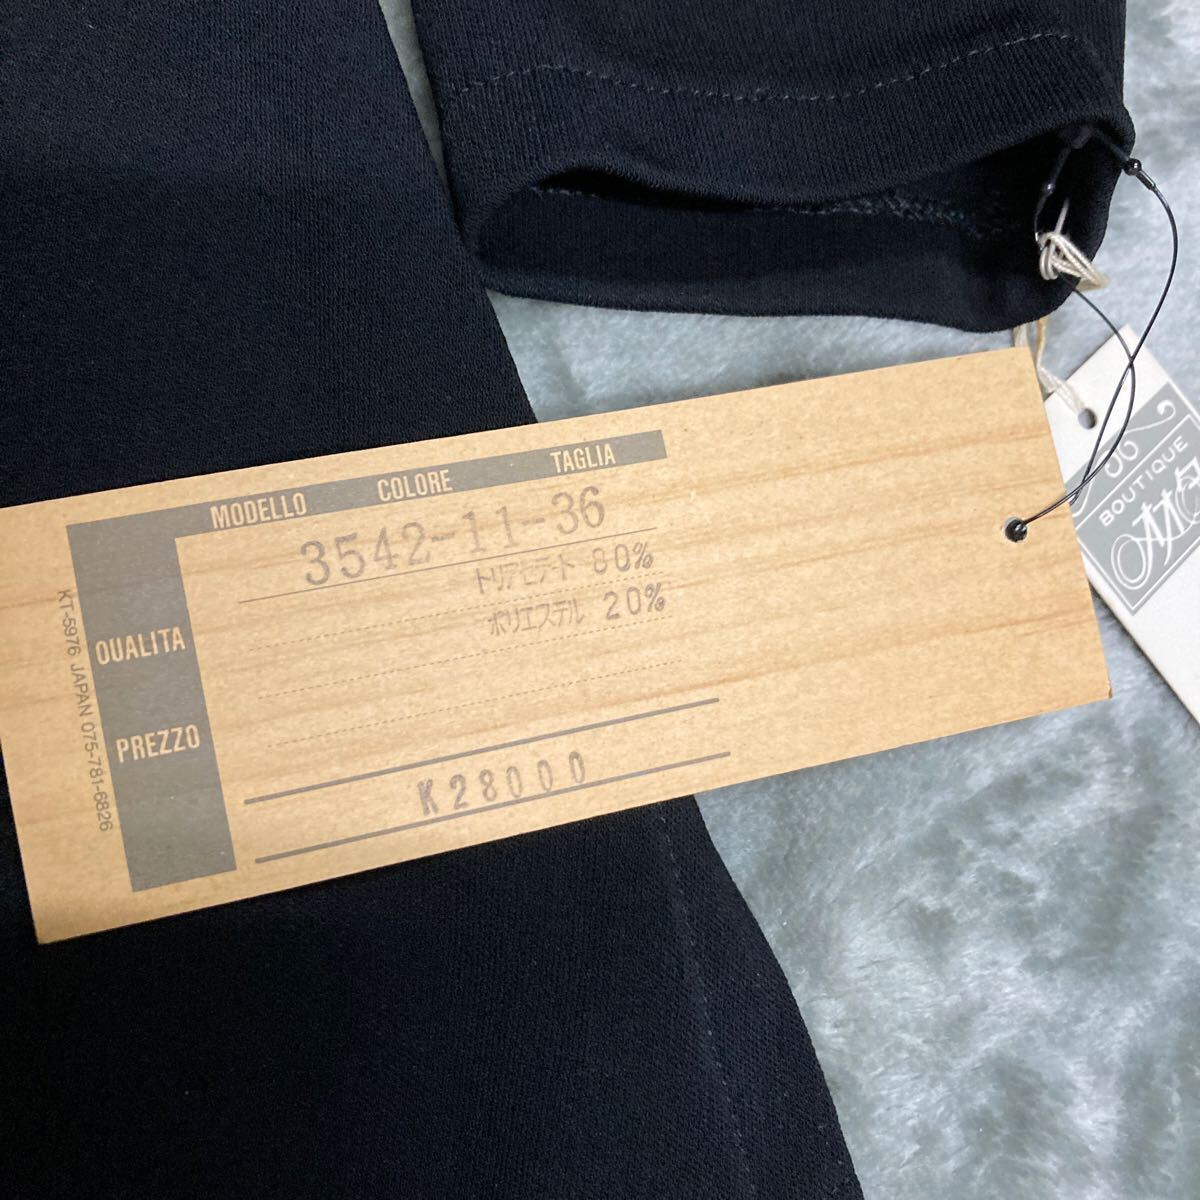 MODELLO COLORE TAGLIA
3542-11-36
トリアセテート 80%
ポリエステル 20%
QUALITA
PREZZO
K28000
KT-5976 JAPAN 075-781-6826
BOUTIQUE